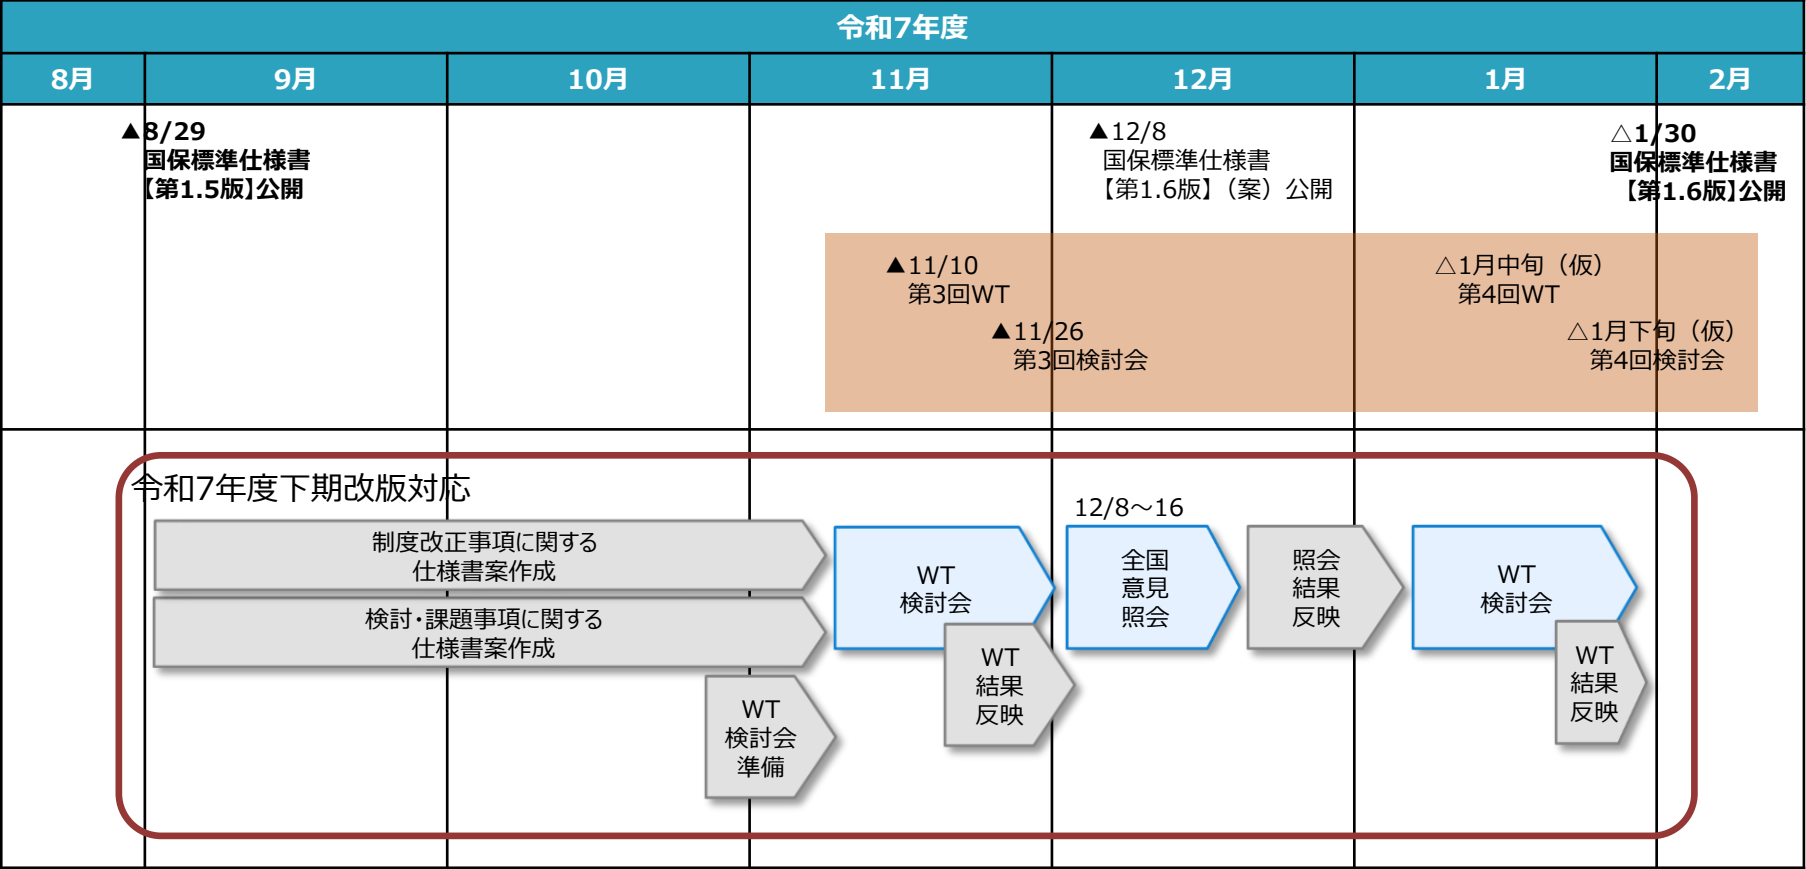 令和7年度
8月
9月
10月
11月
12月
1月
2月
▲8/29
国保標準仕様書
【第1.5版】公開
▲12/8
国保標準仕様書
【第1.6版】（案）公開
△1/30
国保標準仕様書
【第1.6版】公開
▲11/10
第3回WT
▲11/26
第3回検討会
△1月中旬（仮）
第4回WT
△1月下旬（仮）
第4回検討会
令和7年度下期改版対応
制度改正事項に関する
仕様書案作成
検討・課題事項に関する
仕様書案作成
WT
検討会
準備
WT
検討会
WT
結果
反映
12/8～16
全国
意見
照会
照会
結果
反映
WT
検討会
WT
結果
反映